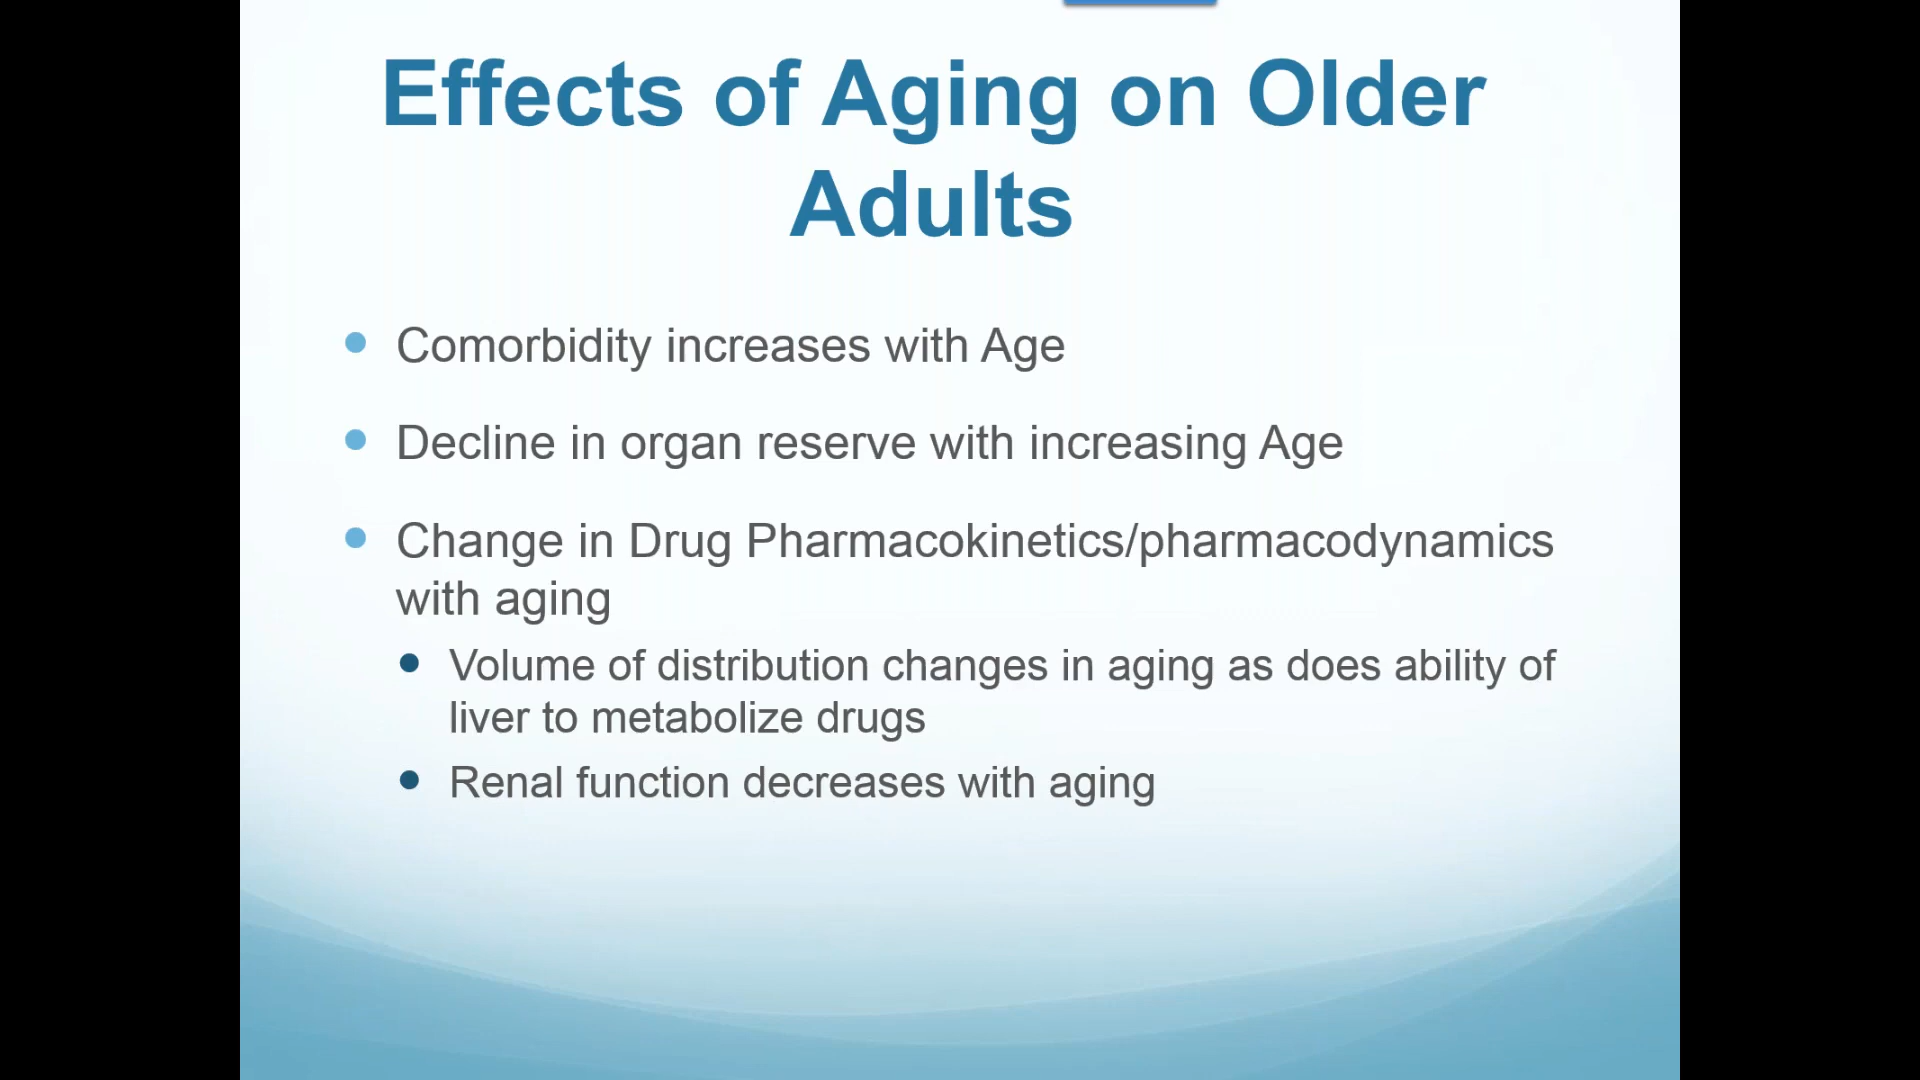 Effects of Aging on Older
Adults
Comorbidity increases with Age
Decline in organ reserve with increasing Age
Change in Drug Pharmacokinetics/pharmacodynamics
with aging
Volume of distribution changes in aging as does ability of
liver to metabolize drugs
Renal function decreases with aging